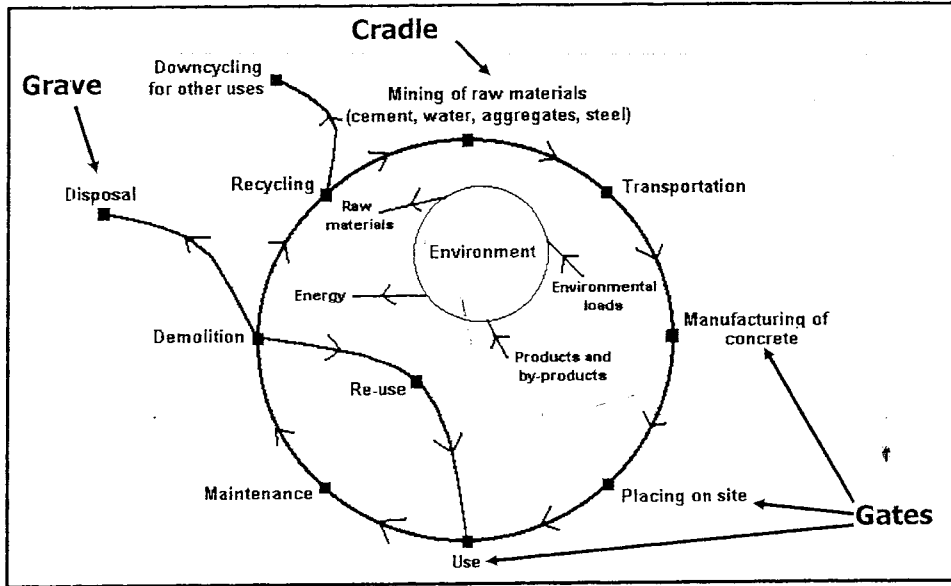 Cradle
Grave
Downcycling
for other uses
Mining of raw materials
(cement, water, aggregates, steel)
Disposal
Recycling
Transportation
Raw
materials
Environment
Energy
Environmental
loads
Demolition
Manufacturing of
concrete
Products and
by-products
Re-use
Maintenance
Placing on site
Gates
Use